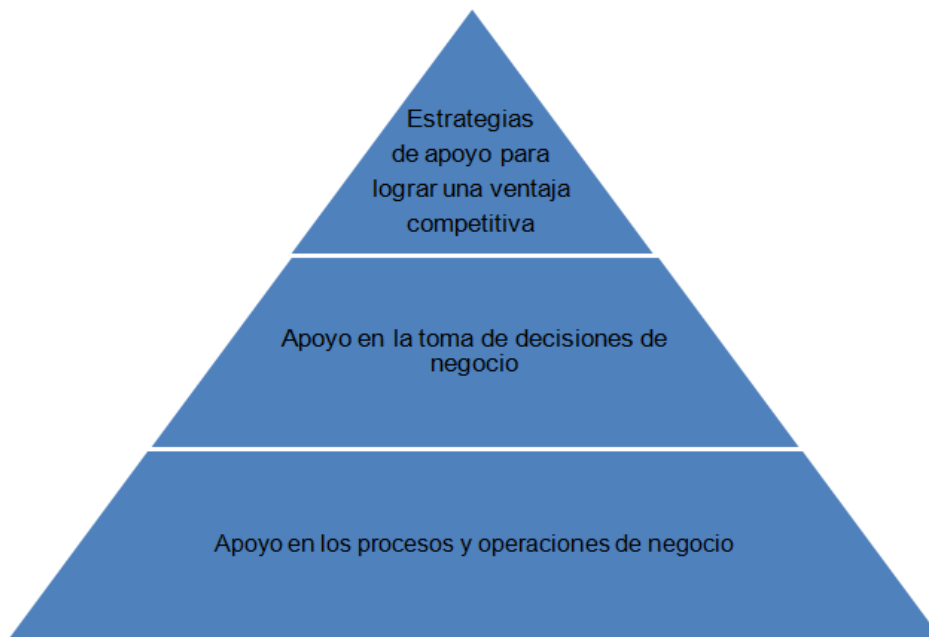 Estrategias
de apoyo para
lograr una ventaja
competitiva
Apoyo en la toma de decisiones de
negocio
Apoyo en los procesos y operaciones de negocio